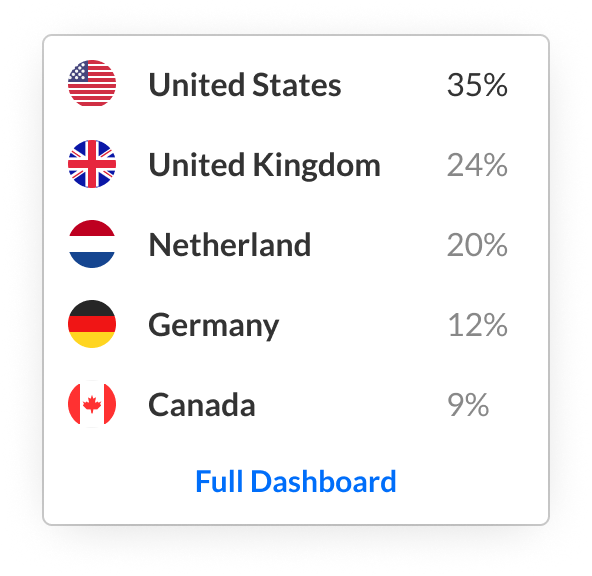 United States 35%
United Kingdom 24%
Netherland 20%
Germany 12%
Canada 9%
Full Dashboard